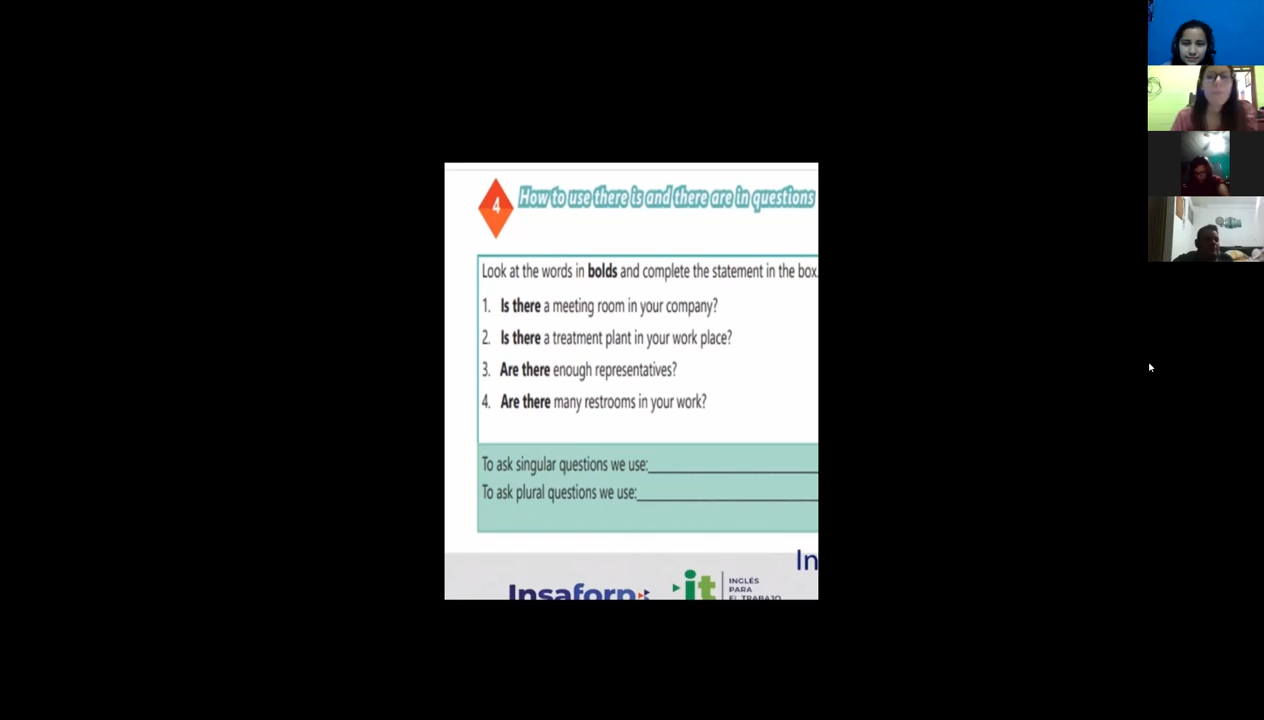 4
How to use there is and there are in questions
Look at the words in bolds and complete the statement in the box.
1. Is there a meeting room in your company?
2. Is there a treatment plant in your work place?
3. Are there enough representatives?
4. Are there many restrooms in your work?
To ask singular questions we use:
To ask plural questions we use:
In
Insaforp
it
INGLÉS
PARA
EL TRABAJO